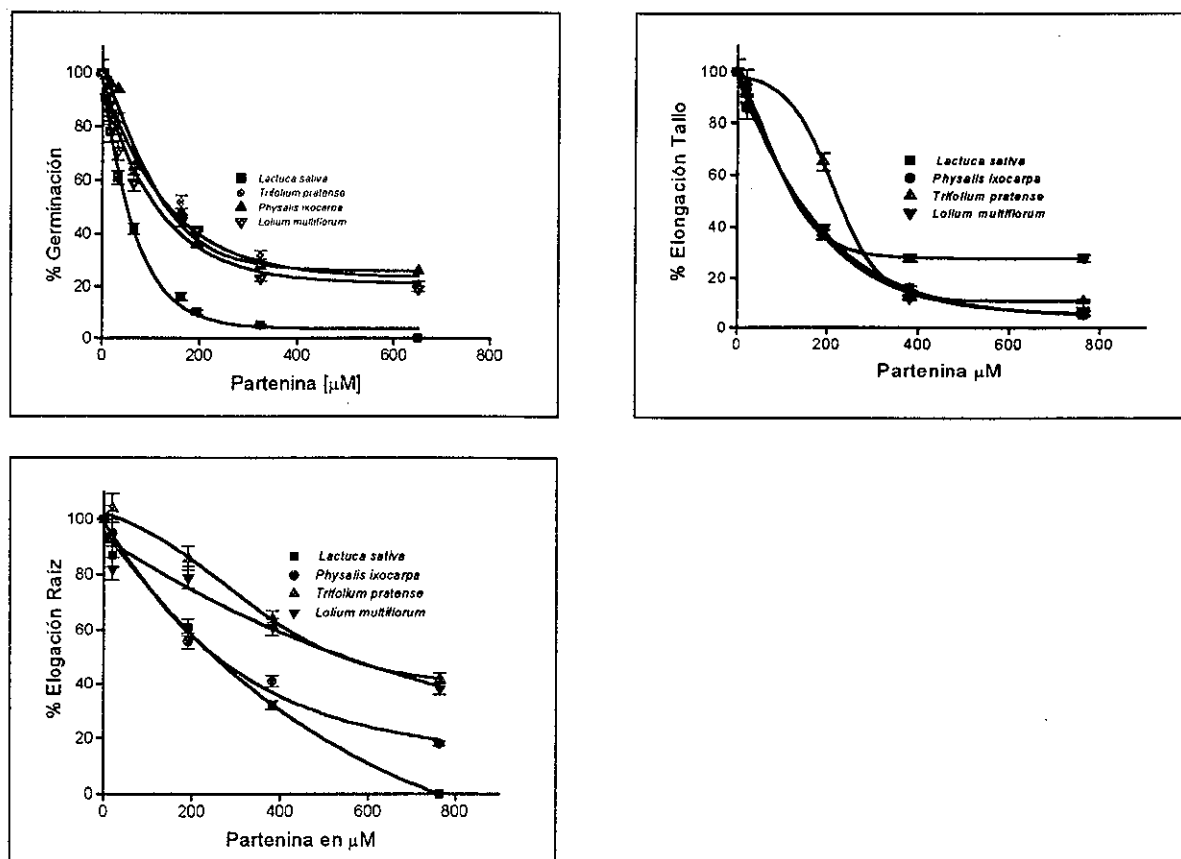 % Germinación
100
80
60
40
20
0
Lactuca sativa
Trifolium pratense
Physalis ixocarpa
Lolium multiflorum
0 200 400 600 800
Partenina [µM]
% Elongación Tallo
100
80
60
40
20
0
Lactuca sativa
Physalis ixocarpa
Trifolium pratense
Lolium multiflorum
0 200 400 600 800
Partenina µM
% Elogación Raíz
100
80
60
40
20
0
Lactuca sativa
Physalis ixocarpa
Trifolium pratense
Lolium multiflorum
0 200 400 600 800
Partenina en µM